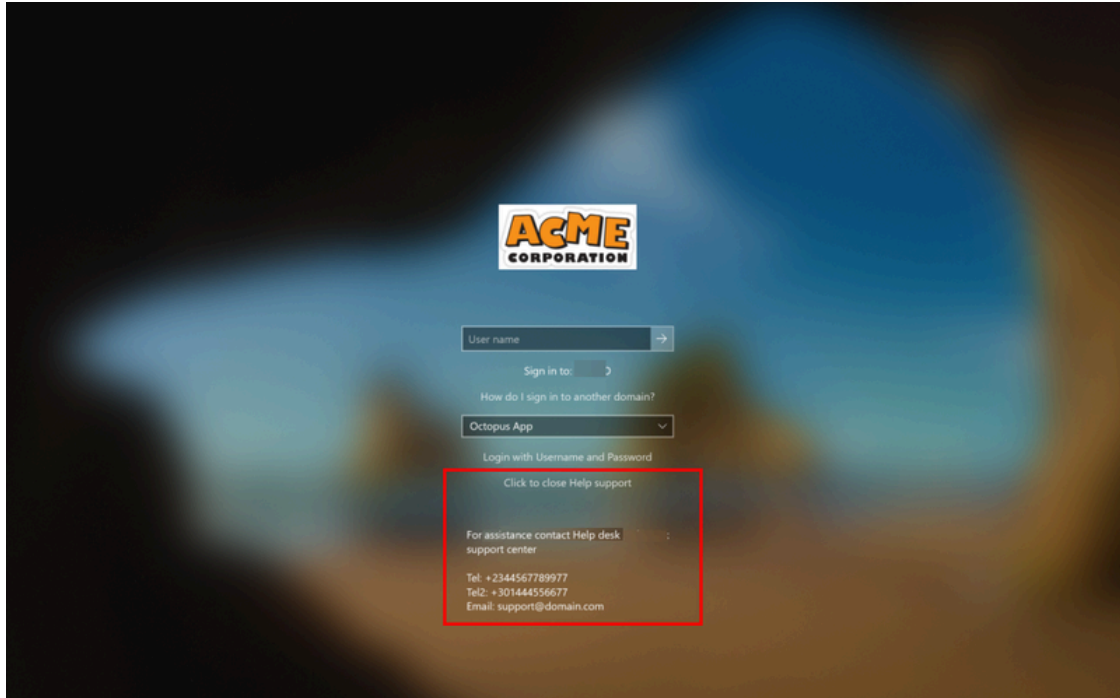 ACME
CORPORATION
User name
Sign in to:
How do I sign in to another domain?
Octopus App
Login with Username and Password
Click to close Help support
For assistance contact Help desk
support center
Tel: +2344567789977
Tel2: +301444556677
Email: support@domain.com